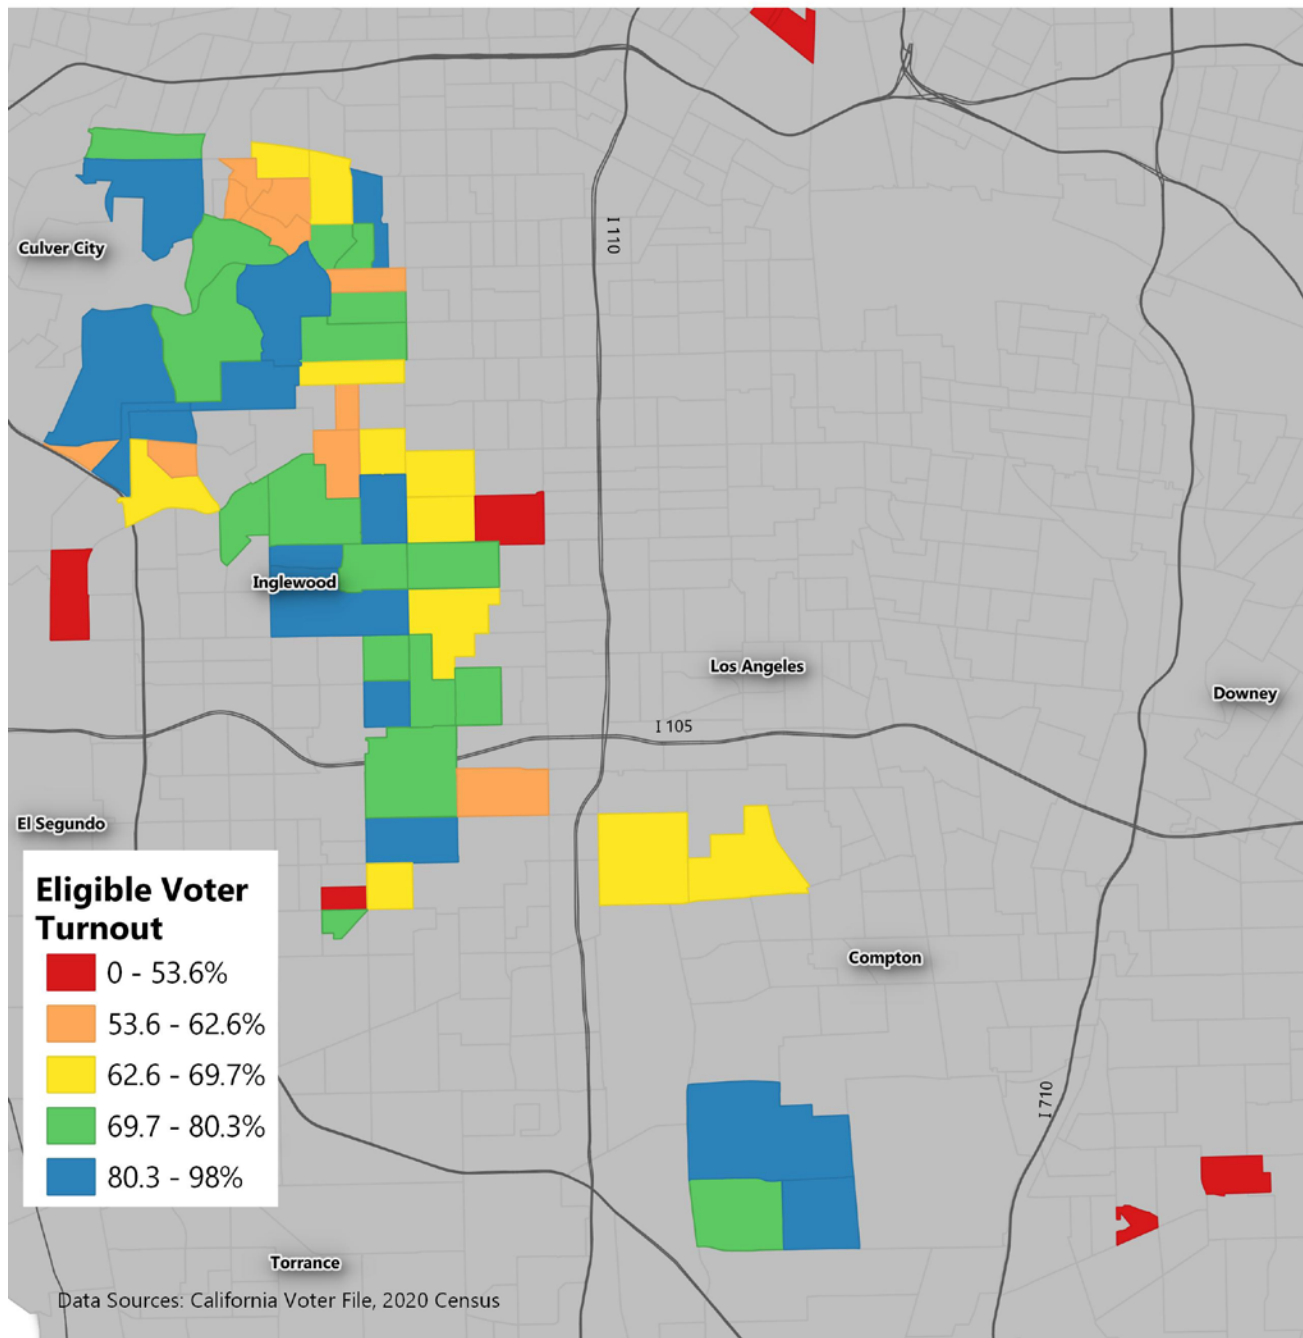 Culver City
I 110
Inglewood
Los Angeles
Downey
I 105
El Segundo
Eligible Voter
Turnout
0 - 53.6%
53.6 - 62.6%
62.6 - 69.7%
69.7 - 80.3%
80.3 - 98%
Compton
I 710
Torrance
Data Sources: California Voter File, 2020 Census